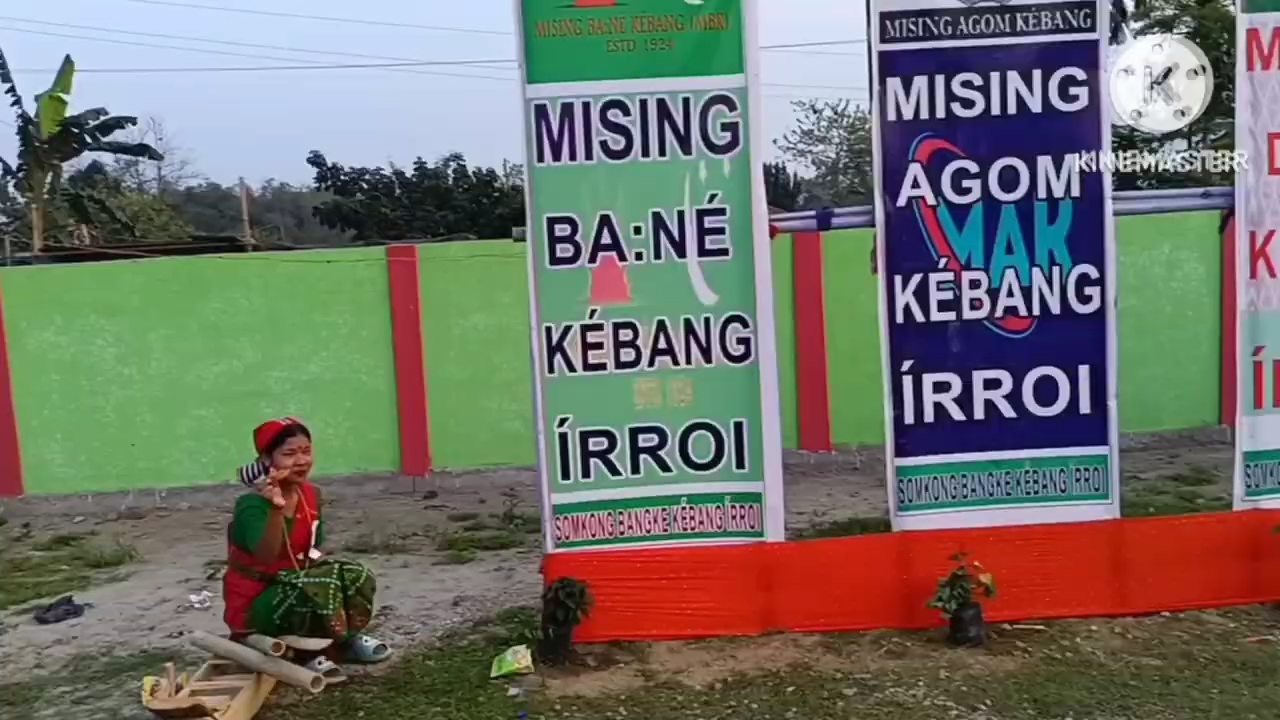 MISING BA:NÉ KÉBANG (MBK)
ESTD 1924
MISING
BA:NÉ
KÉBANG
ÍRROI
SOMKONG BANGKE KÉBANG ÍRROI
MISING AGOM KÉBANG
MISING
AGOM
MAK
KÉBANG
ÍRROI
SOMKONG BANGKE KÉBANG ÍRROI
K
KINEMASTER